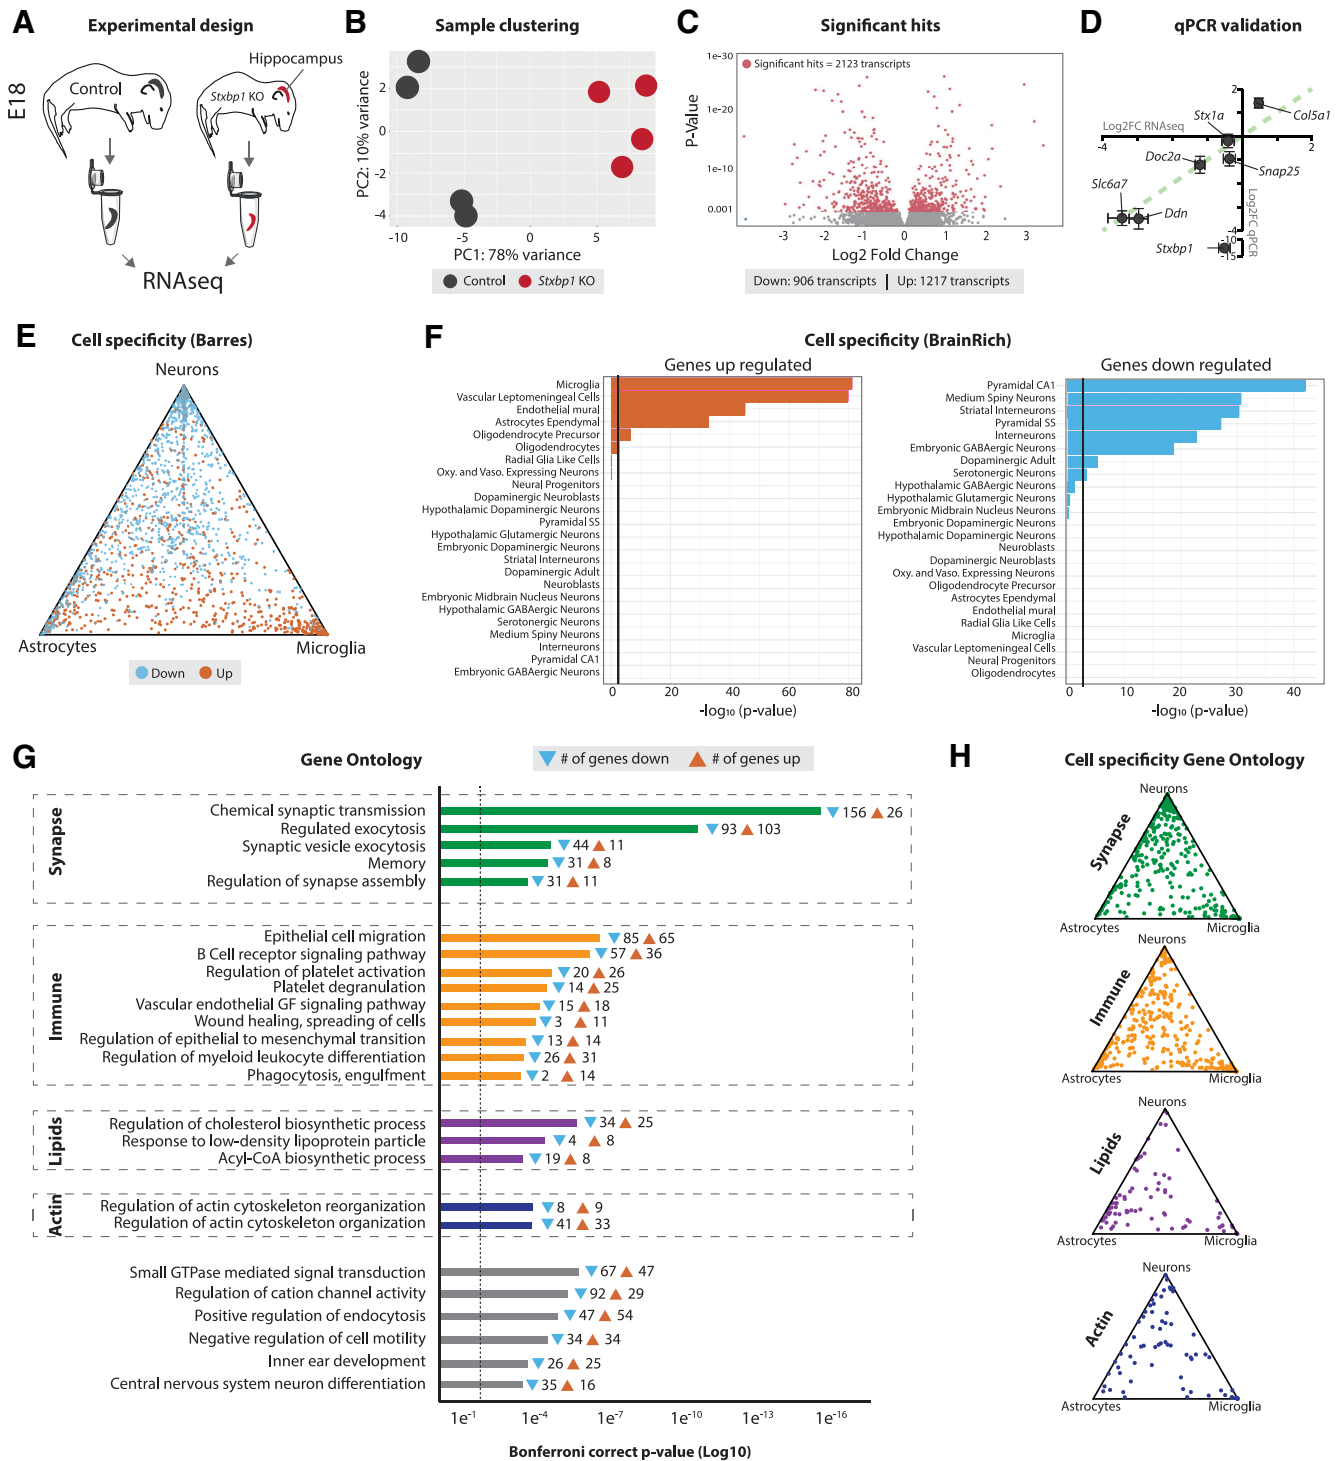 A Experimental design
E18
Control
Stxbp1 KO
Hippocampus
RNAseq
B Sample clustering
PC2: 10% variance
2
0
-2
-4
-10
-5
0
5
PC1: 78% variance
Control Stxbp1 KO
C Significant hits
Significant hits = 2123 transcripts
P-Value
1e-30
1e-20
1e-10
0.001
-3 -2 -1 0 1 2 3
Log2 Fold Change
Down: 906 transcripts | Up: 1217 transcripts
D qPCR validation
2
Log2FC RNAseq
-4
2
Stx1a
Col5a1
Doc2a
Snap25
Slc6a7
Ddn
Stxbp1
-4
-10
-15
Log2FC qPCR
E Cell specificity (Barres)
Neurons
Astrocytes
Microglia
Down Up
F Cell specificity (BrainRich)
Genes up regulated
Microglia
Vascular Leptomeningeal Cells
Endothelial mural
Astrocytes Ependymal
Oligodendrocyte Precursor
Oligodendrocytes
Radial Glia Like Cells
Oxy. and Vaso. Expressing Neurons
Neural Progenitors
Dopaminergic Neuroblasts
Hypothalamic Dopaminergic Neurons
Pyramidal SS
Hypothalmic Glutamergic Neurons
Embryonic Dopaminergic Neurons
Striatal Interneurons
Dopaminergic Adult
Neuroblasts
Embryonic Midbrain Nucleus Neurons
Hypothalamic GABAergic Neurons
Serotonergic Neurons
Medium Spiny Neurons
Interneurons
Pyramidal CA1
Embryonic GABAergic Neurons
0 20 40 60 80
-log10 (p-value)
Genes down regulated
Pyramidal CA1
Medium Spiny Neurons
Striatal Interneurons
Pyramidal SS
Interneurons
Embryonic GABAergic Neurons
Dopaminergic Adult
Serotonergic Neurons
Hypothalamic GABAergic Neurons
Hypothalmic Glutamergic Neurons
Embryonic Midbrain Nucleus Neurons
Embryonic Dopaminergic Neurons
Hypothalamic Dopaminergic Neurons
Neuroblasts
Dopaminergic Neuroblasts
Oxy. and Vaso. Expressing Neurons
Oligodendrocyte Precursor
Astrocytes Ependymal
Endothelial mural
Radial Glia Like Cells
Microglia
Vascular Leptomeningeal Cells
Neural Progenitors
Oligodendrocytes
0 10 20 30 40
-log10 (p-value)
G Gene Ontology
# of genes down # of genes up
Synapse
Chemical synaptic transmission 156 26
Regulated exocytosis 93 103
Synaptic vesicle exocytosis 44 11
Memory 31 8
Regulation of synapse assembly 31 11
Immune
Epithelial cell migration 85 65
B Cell receptor signaling pathway 57 36
Regulation of platelet activation 20 26
Platelet degranulation 14 25
Vascular endothelial GF signaling pathway 15 18
Wound healing, spreading of cells 3 11
Regulation of epithelial to mesenchymal transition 13 14
Regulation of myeloid leukocyte differentiation 26 31
Phagocytosis, engulfment 2 14
Lipids
Regulation of cholesterol biosynthetic process 34 25
Response to low-density lipoprotein particle 4 8
Acyl-CoA biosynthetic process 19 8
Actin
Regulation of actin cytoskeleton reorganization 8 9
Regulation of actin cytoskeleton organization 41 33
Small GTPase mediated signal transduction 67 47
Regulation of cation channel activity 92 29
Positive regulation of endocytosis 47 54
Negative regulation of cell motility 34 34
Inner ear development 26 25
Central nervous system neuron differentiation 35 16
1e-1 1e-4 1e-7 1e-10 1e-13 1e-16
Bonferroni correct p-value (Log10)
H Cell specificity Gene Ontology
Neurons
Synapse
Astrocytes Microglia
Neurons
Immune
Astrocytes Microglia
Neurons
Lipids
Astrocytes Microglia
Neurons
Actin
Astrocytes Microglia